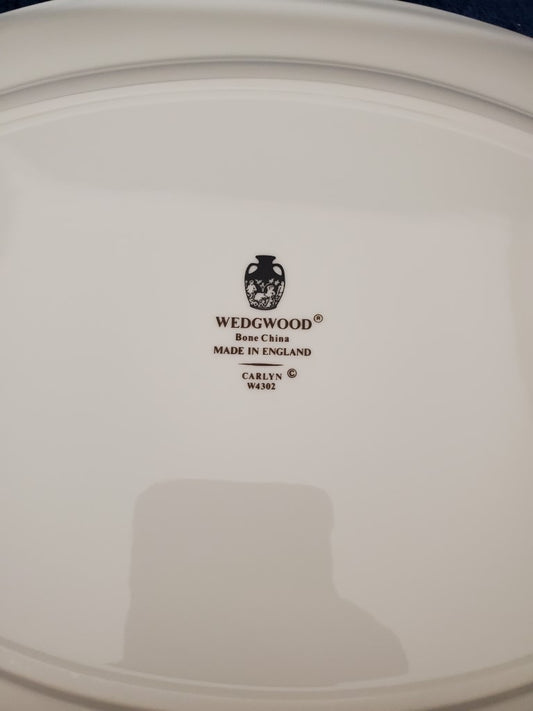 WEDGWOOD®
Bone China
MADE IN ENGLAND
CARLYN ©
W4302